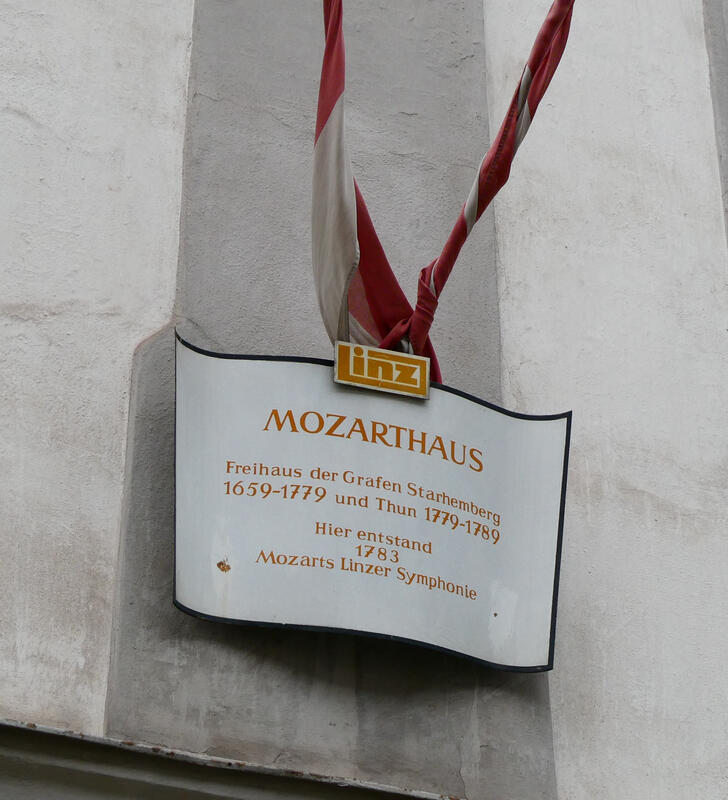 Linz
MOZARTHAUS
Freihaus der Grafen Starhemberg
1659-1779 und Thun 1779-1789
Hier entstand
1783
Mozarts Linzer Symphonie